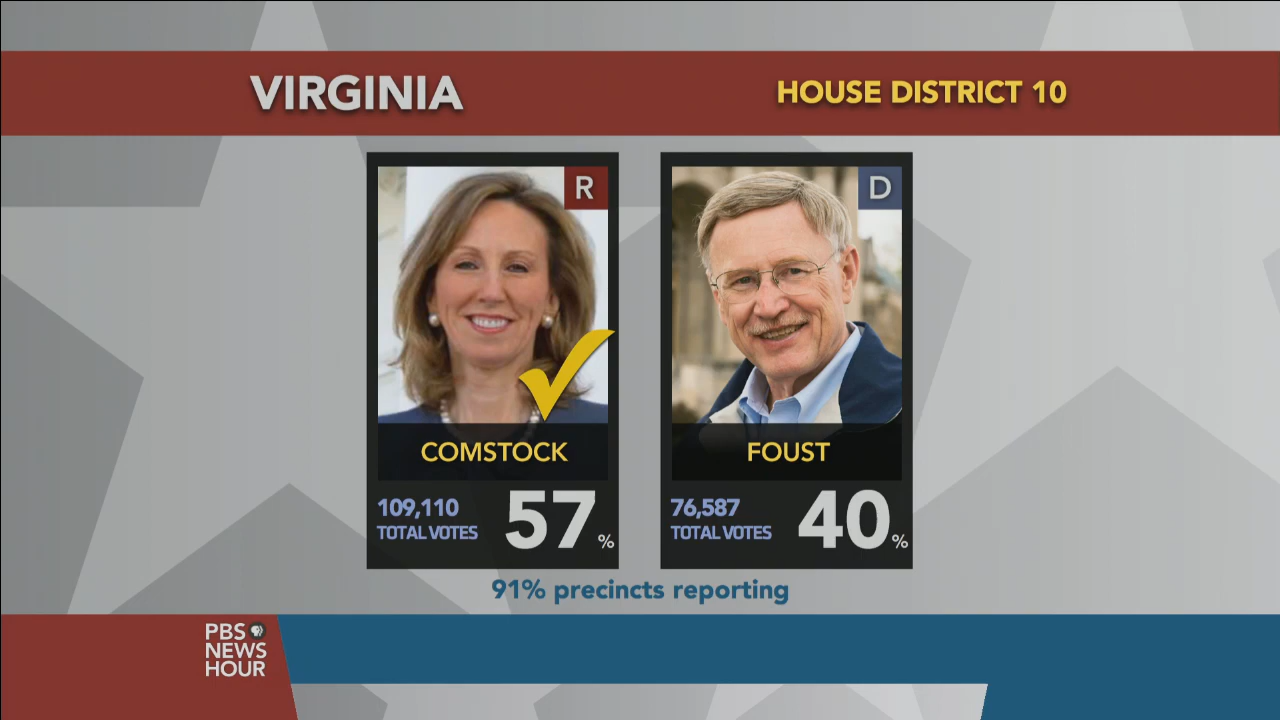 VIRGINIA
HOUSE DISTRICT 10
R
D
COMSTOCK
FOUST
109,110
TOTAL VOTES
57%
76,587
TOTAL VOTES
40%
91% precincts reporting
PBS
NEWS
HOUR